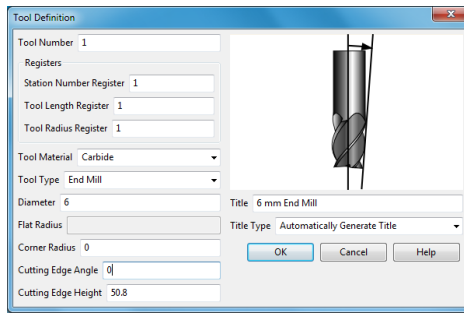 Tool Definition
Tool Number 1
Registers
Station Number Register 1
Tool Length Register 1
Tool Radius Register 1
Tool Material Carbide
Tool Type End Mill
Diameter 6
Flat Radius
Corner Radius 0
Cutting Edge Angle 0
Cutting Edge Height 50.8
Title 6 mm End Mill
Title Type Automatically Generate Title
OK Cancel Help